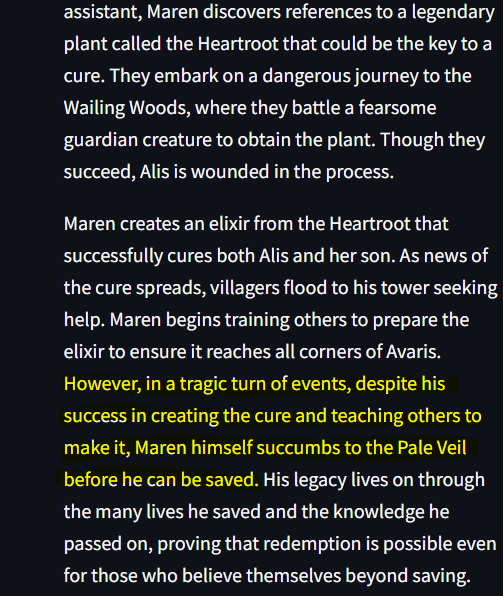 assistant, Maren discovers references to a legendary
plant called the Heartroot that could be the key to a
cure. They embark on a dangerous journey to the
Wailing Woods, where they battle a fearsome
guardian creature to obtain the plant. Though they
succeed, Alis is wounded in the process.
Maren creates an elixir from the Heartroot that
successfully cures both Alis and her son. As news of
the cure spreads, villagers flood to his tower seeking
help. Maren begins training others to prepare the
elixir to ensure it reaches all corners of Avaris.
However, in a tragic turn of events, despite his
success in creating the cure and teaching others to
make it, Maren himself succumbs to the Pale Veil
before he can be saved. His legacy lives on through
the many lives he saved and the knowledge he
passed on, proving that redemption is possible even
for those who believe themselves beyond saving.